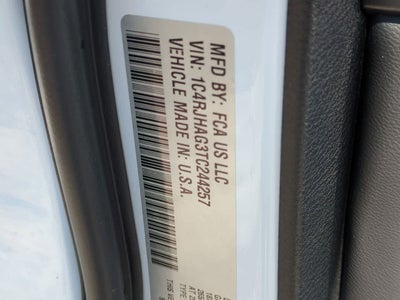 MFD BY: FCA US LLC
VIN: 1C4RJHAG3TC244257
VEHICLE MADE IN: U.S.A.